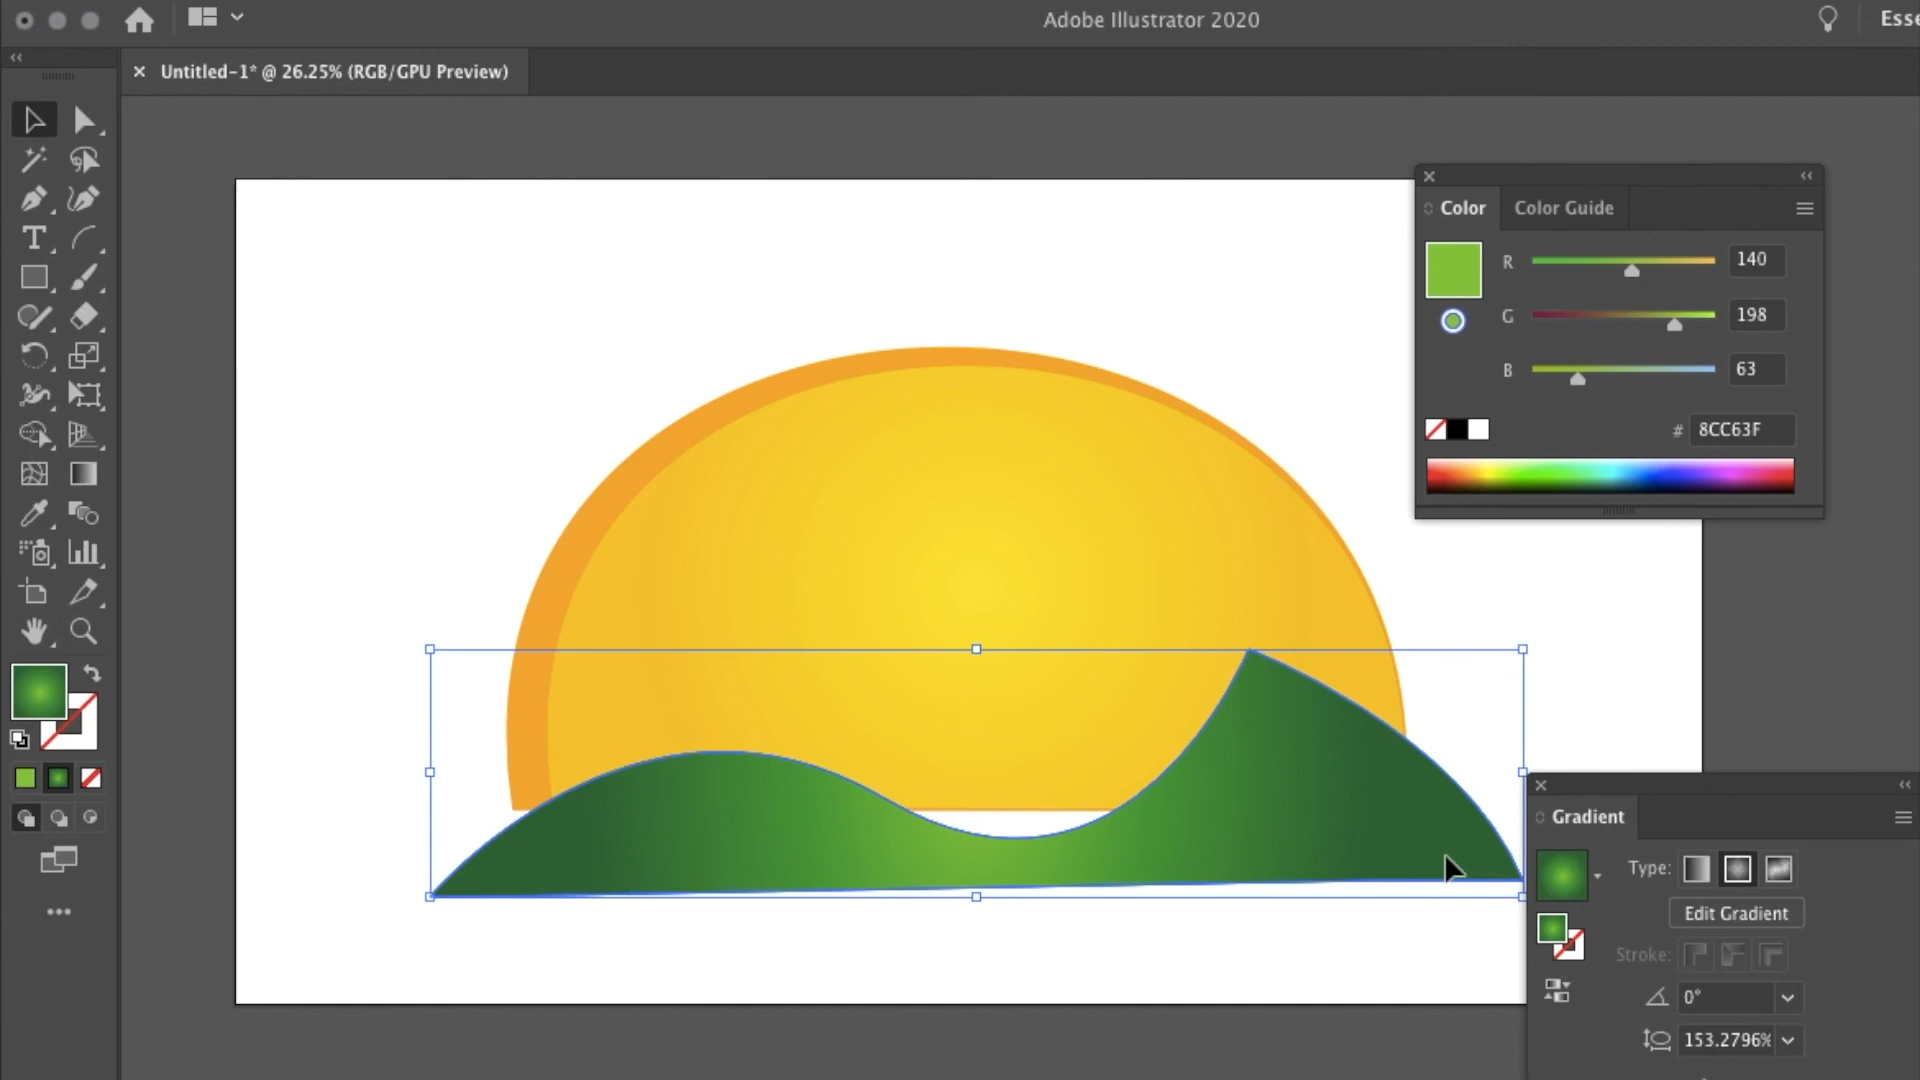 Adobe Illustrator 2020
Esse
Untitled-1* @ 26.25% (RGB/GPU Preview)
Color
Color Guide
R 140
G 198
B 63
# 8CC63F
Gradient
Type:
Edit Gradient
Stroke:
0°
153.2796%